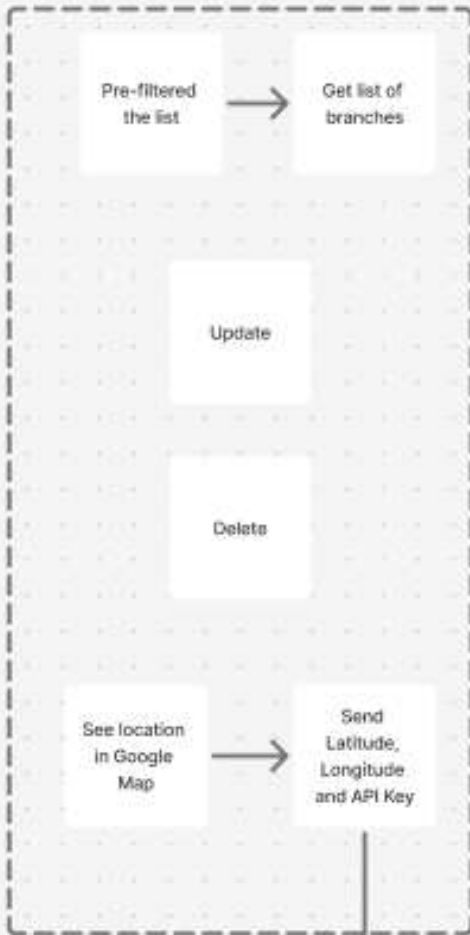 Pre-filtered
the list
Get list of
branches
Update
Delete
See location
in Google
Map
Send
Latitude,
Longitude
and API Key